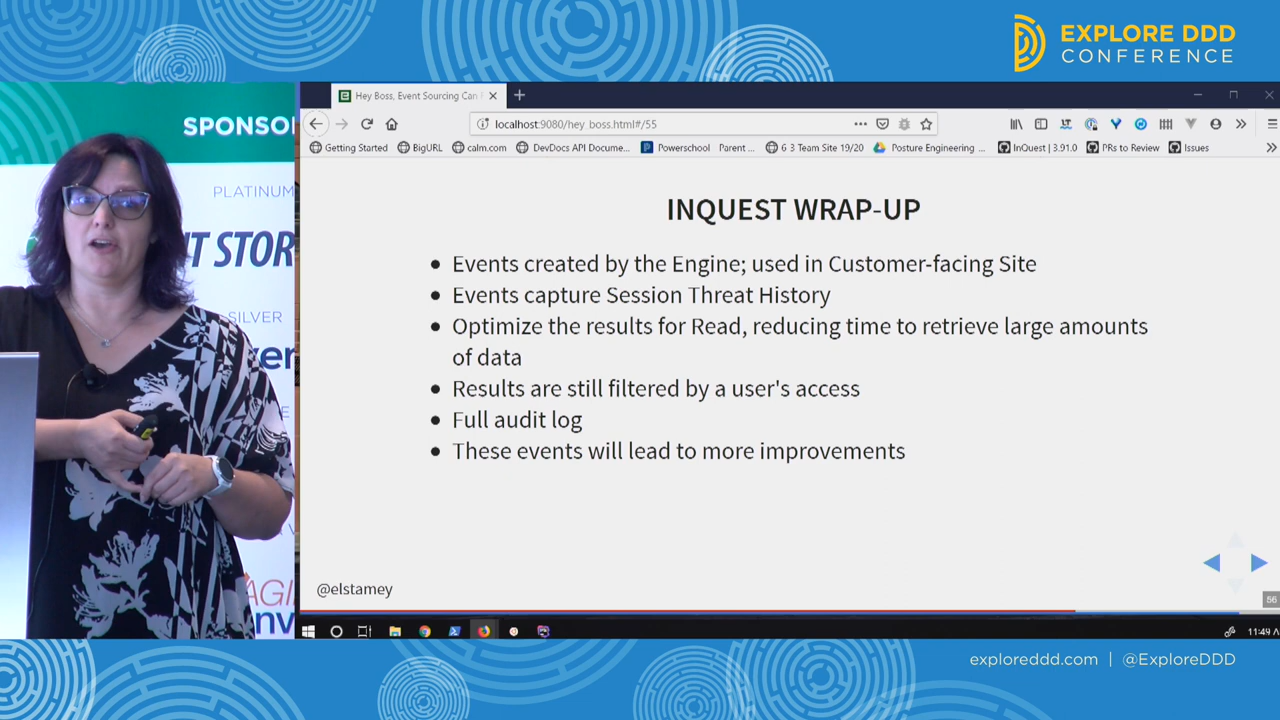 EXPLORE DDD
CONFERENCE
SPONSO
PLATINUM
T STOR
SILVER
Hey Boss, Event Sourcing Can
localhost:9080/hey_boss.html#/55
Getting Started
BigURL
calm.com
DevDocs API Docume...
Powerschool
Parent ...
6 3 Team Site 19/20
Posture Engineering ...
InQuest | 3.91.0
PRs to Review
Issues
INQUEST WRAP-UP
• Events created by the Engine; used in Customer-facing Site
• Events capture Session Threat History
• Optimize the results for Read, reducing time to retrieve large amounts
of data
• Results are still filtered by a user's access
• Full audit log
• These events will lead to more improvements
@elstamey
56
11:49 A
exploreddd.com | @ExploreDDD